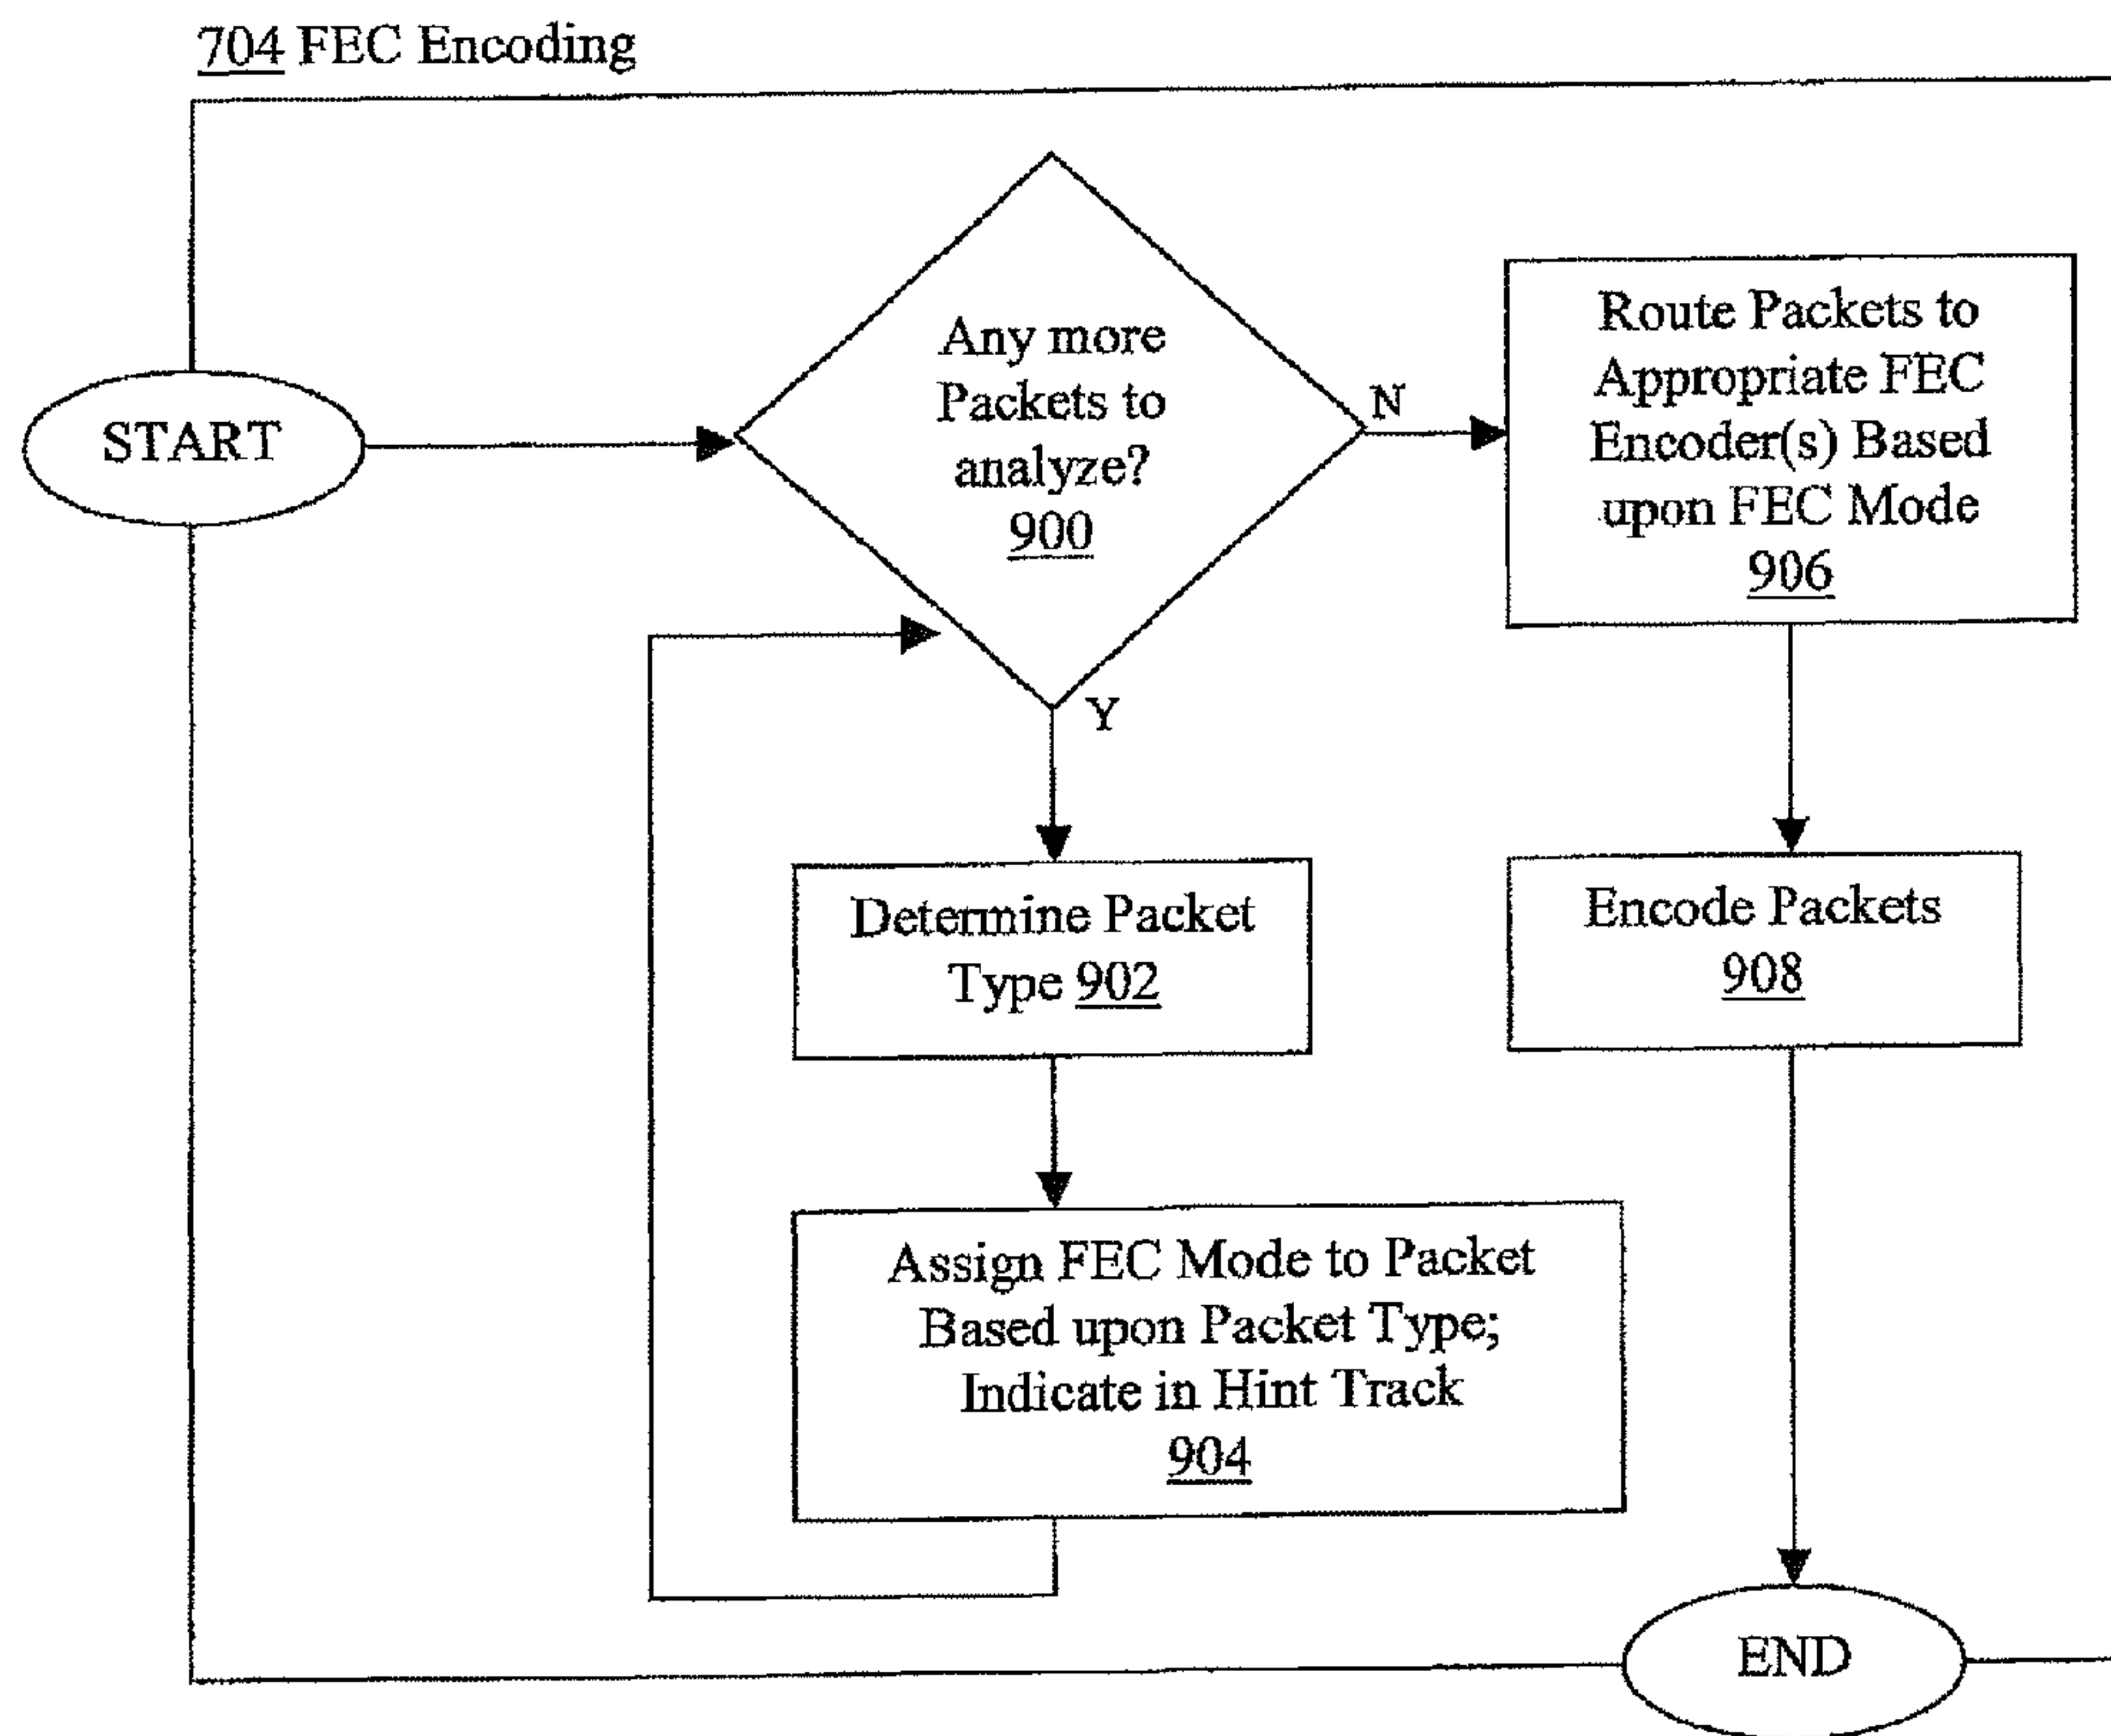 704 FEC Encoding
START
Any more
Packets to
analyze?
900
N
Y
Route Packets to
Appropriate FEC
Encoder(s) Based
upon FEC Mode
906
Determine Packet
Type 902
Encode Packets
908
Assign FEC Mode to Packet
Based upon Packet Type;
Indicate in Hint Track
904
END